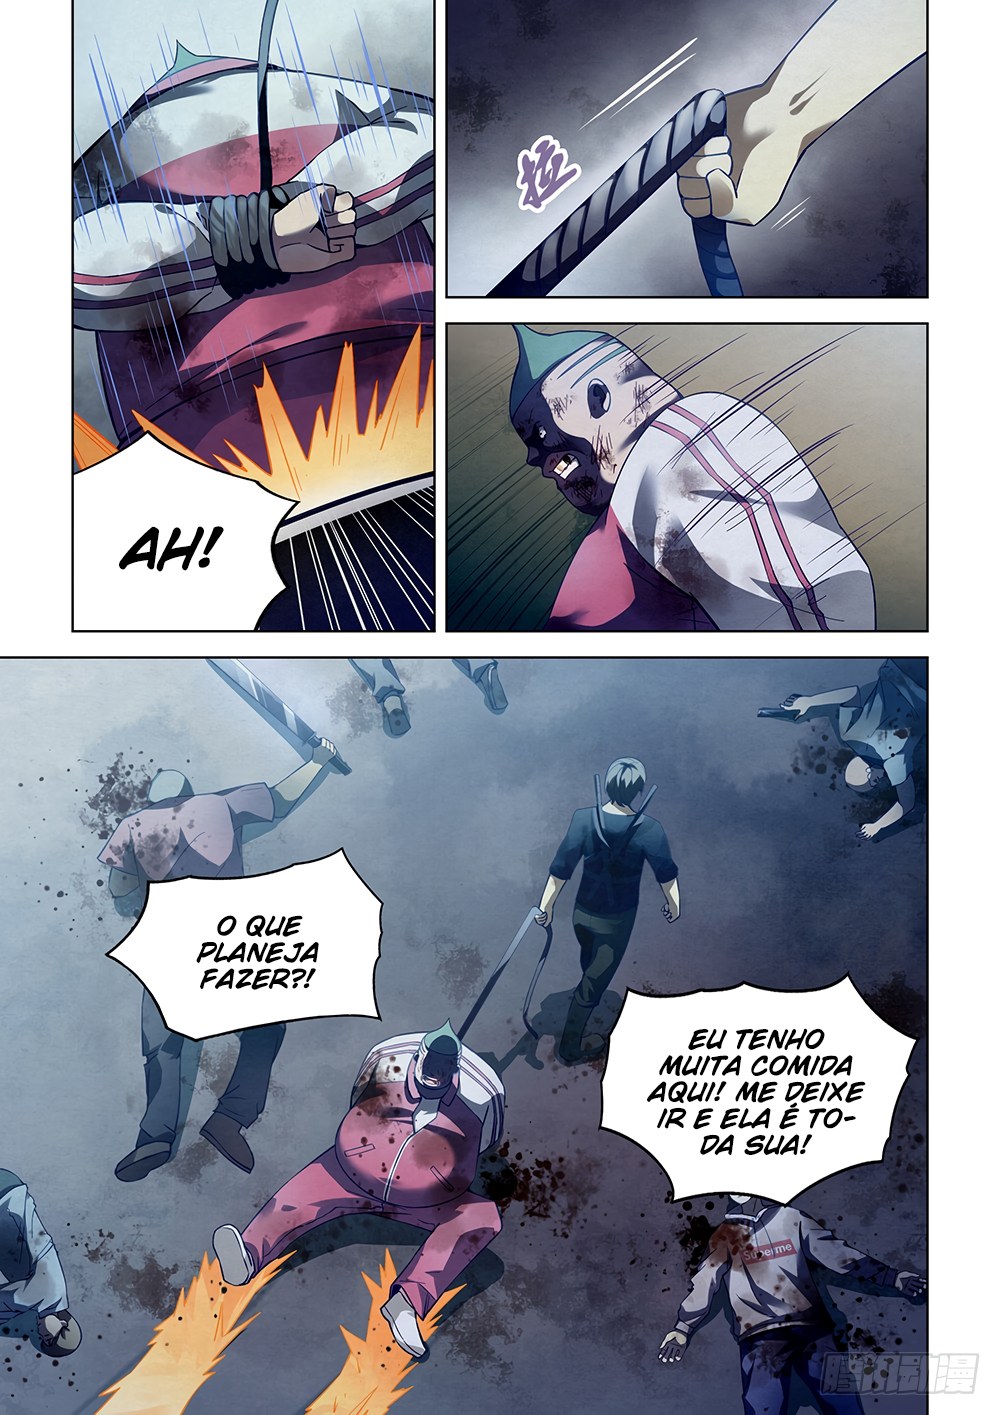 拉
AH!
O QUE
PLANEJA
FAZER?!
EU TENHO
MUITA COMIDA
AQUI! ME DEIXE
IR E ELA É TO-
DA SUA!
Supreme
腾讯动漫